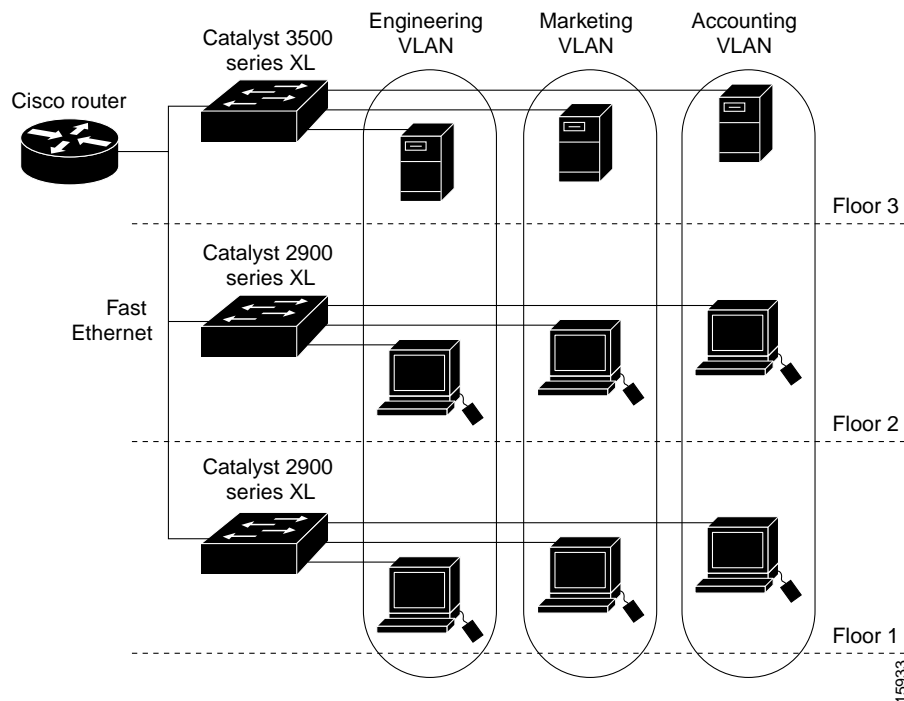 Engineering
VLAN
Marketing
VLAN
Accounting
VLAN
Catalyst 3500
series XL
Cisco router
Floor 3
Catalyst 2900
series XL
Fast
Ethernet
Floor 2
Catalyst 2900
series XL
Floor 1
15933